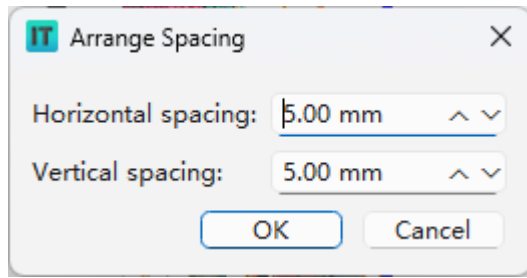 IT Arrange Spacing
Horizontal spacing: 5.00 mm
Vertical spacing: 5.00 mm
OK Cancel